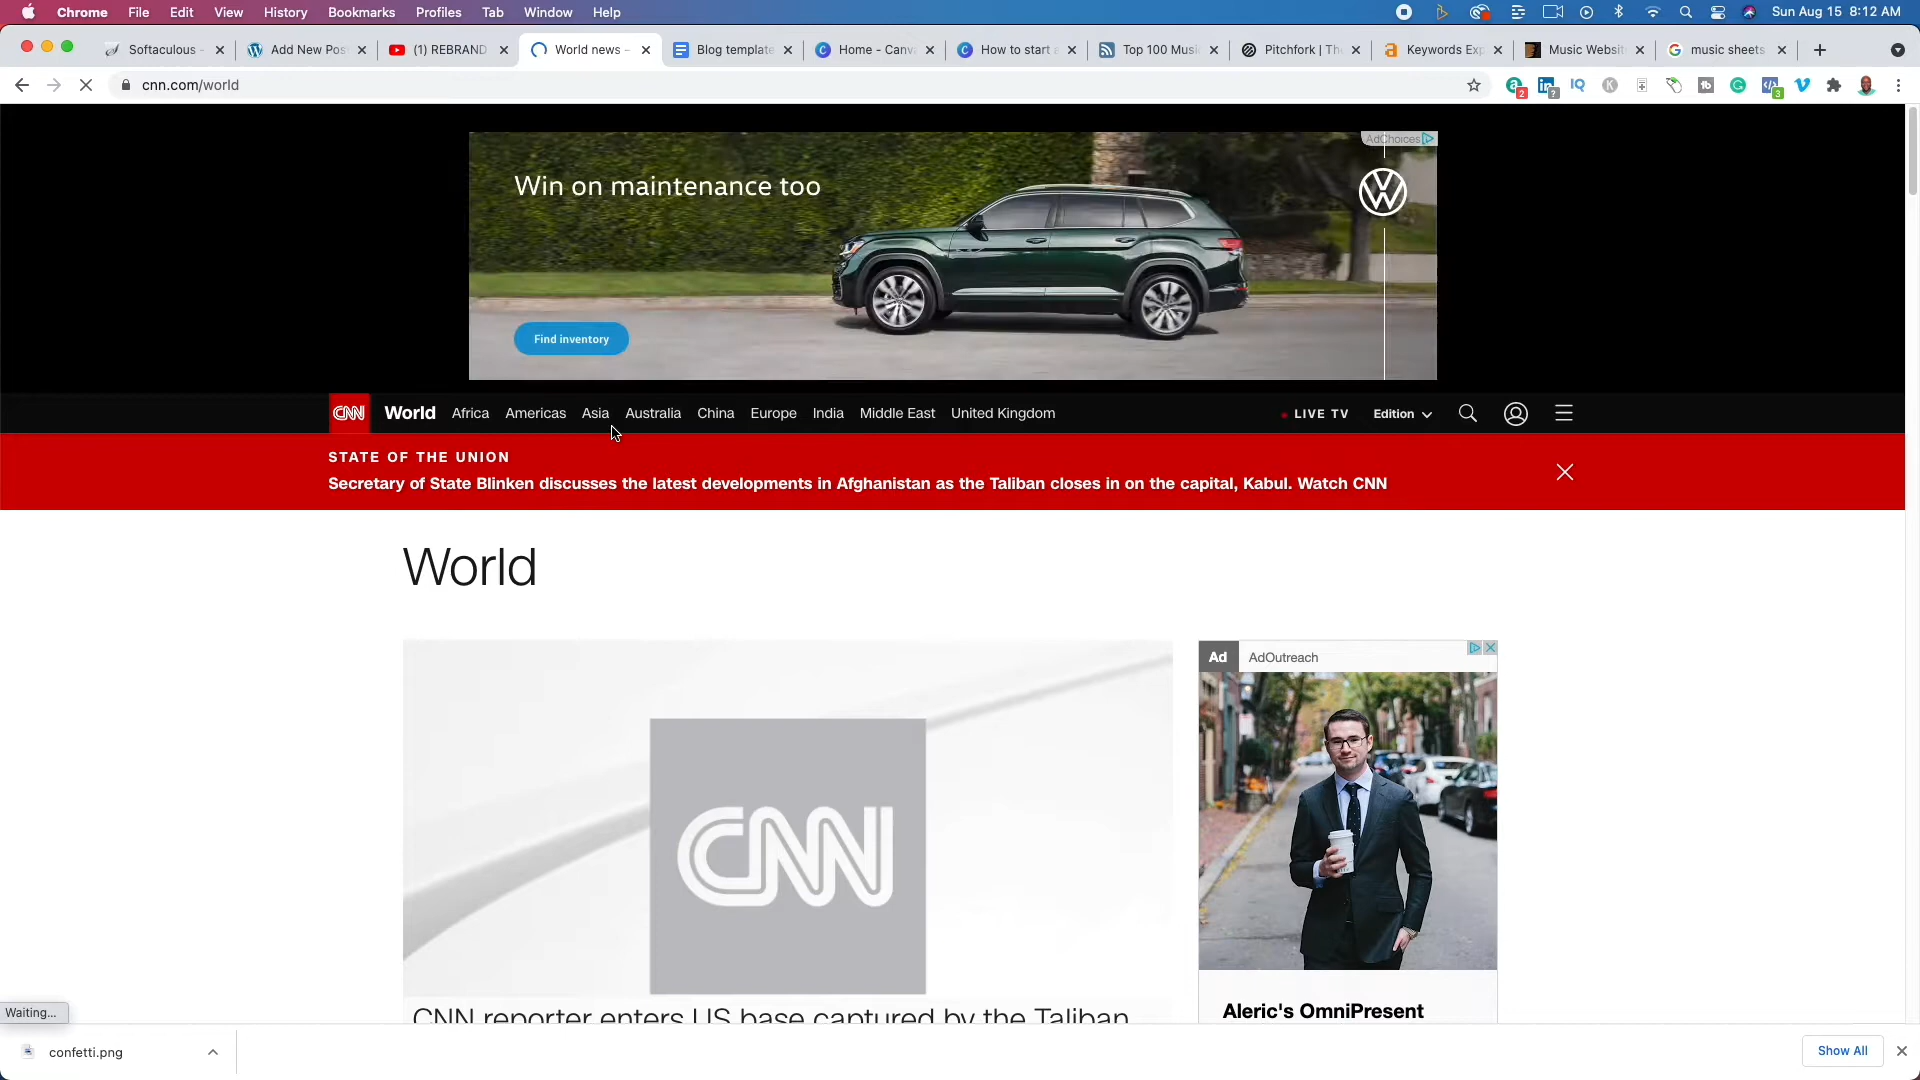 Chrome File Edit View History Bookmarks Profiles Tab Window Help
Sun Aug 15 8:12 AM
Softaculous -
Add New Pos
(1) REBRAND
World news -
Blog template
Home - Canv
How to start a
Top 100 Musi
Pitchfork | Th
Keywords Exp
Music Websit
music sheets
cnn.com/world
2
?
IQ
K
3
AdChoices
Win on maintenance too
Find inventory
CNN World Africa Americas Asia Australia China Europe India Middle East United Kingdom
LIVE TV Edition
STATE OF THE UNION
Secretary of State Blinken discusses the latest developments in Afghanistan as the Taliban closes in on the capital, Kabul. Watch CNN
World
Ad AdOutreach
CNN
CNN reporter enters US base captured by the Taliban
Aleric's OmniPresent
Waiting...
confetti.png
Show All